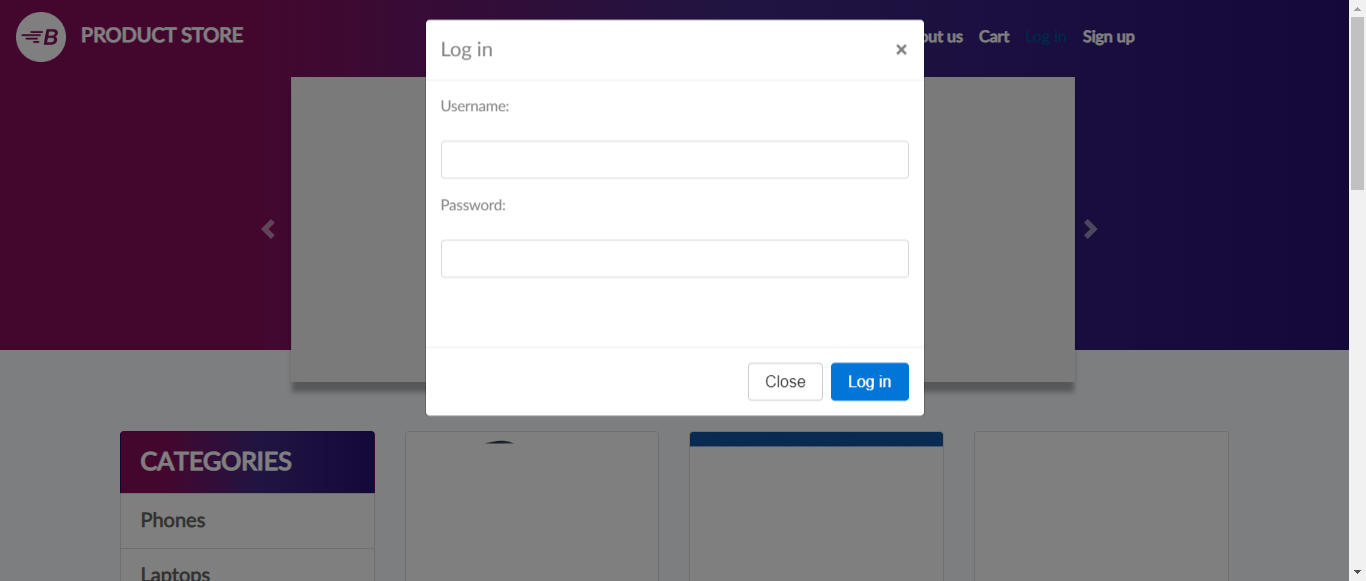 B PRODUCT STORE
out us Cart Log in Sign up
Log in ×
Username:
Password:
Close Log in
CATEGORIES
Phones
Laptops